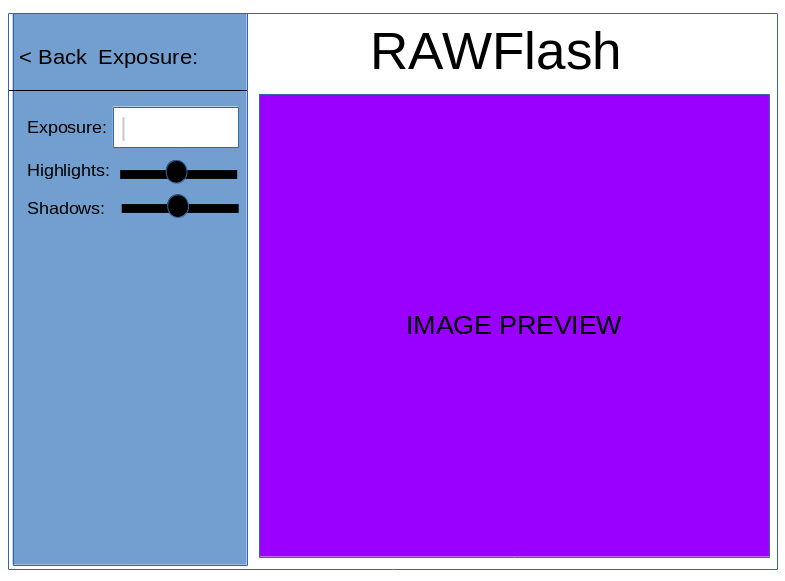 < Back Exposure:
RAWFlash
Exposure:
Highlights:
Shadows:
IMAGE PREVIEW